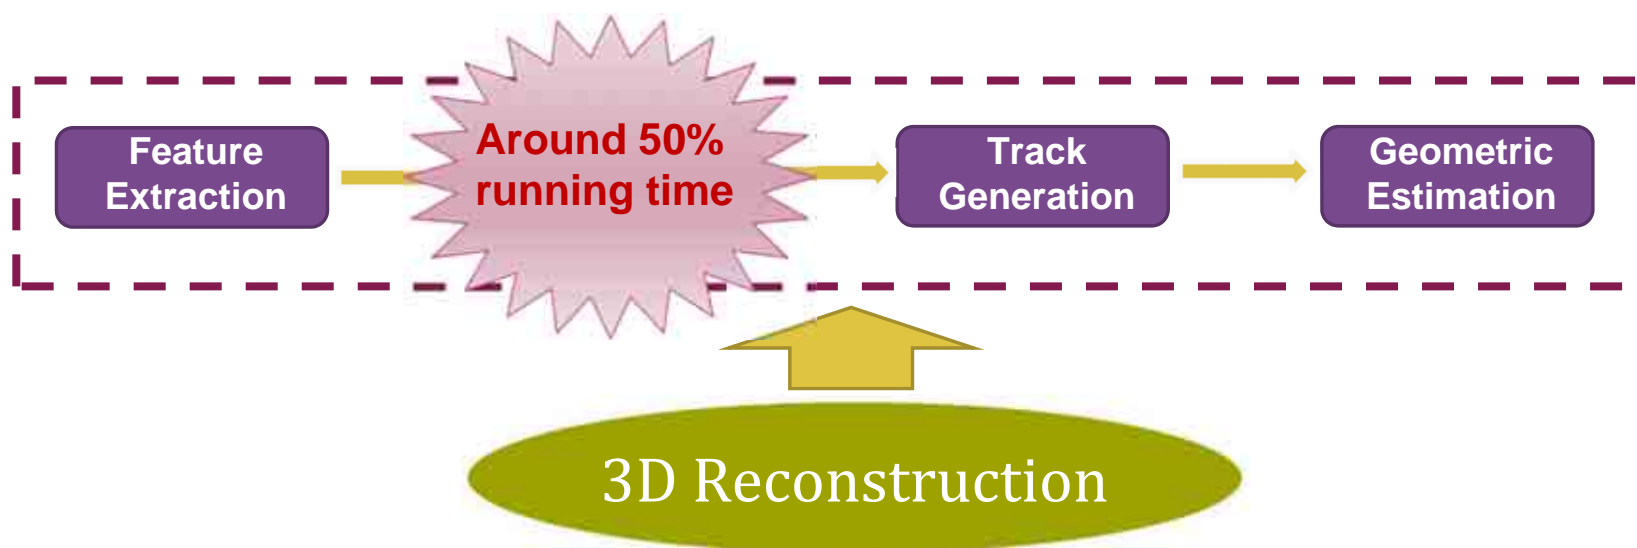 Feature
Extraction
Around 50%
running time
Track
Generation
Geometric
Estimation
3D Reconstruction